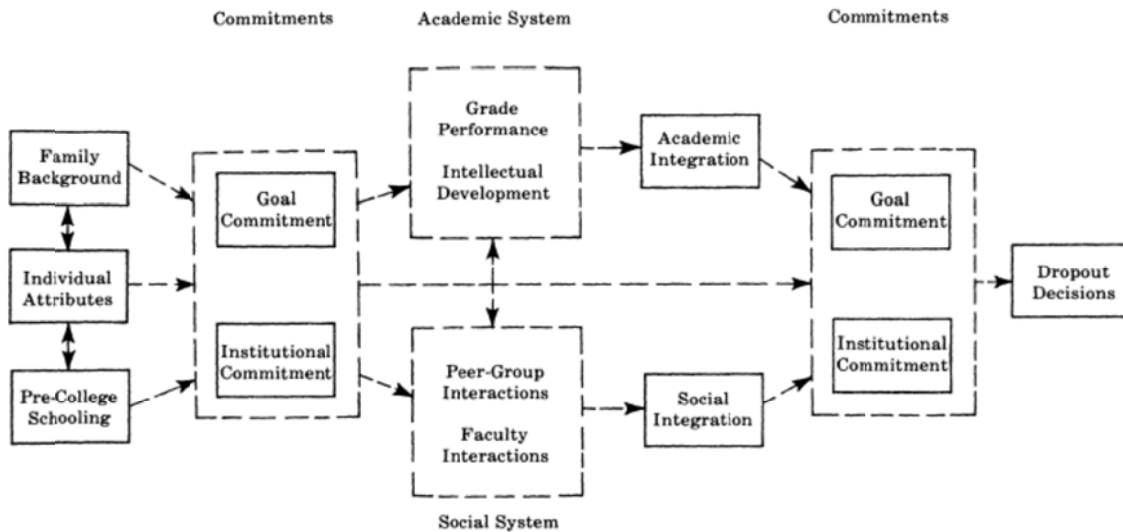 Commitments
Academic System
Commitments
Family
Background
Individual
Attributes
Pre-College
Schooling
Goal
Commitment
Institutional
Commitment
Grade
Performance
Intellectual
Development
Peer-Group
Interactions
Faculty
Interactions
Social System
Academic
Integration
Social
Integration
Goal
Commitment
Institutional
Commitment
Dropout
Decisions